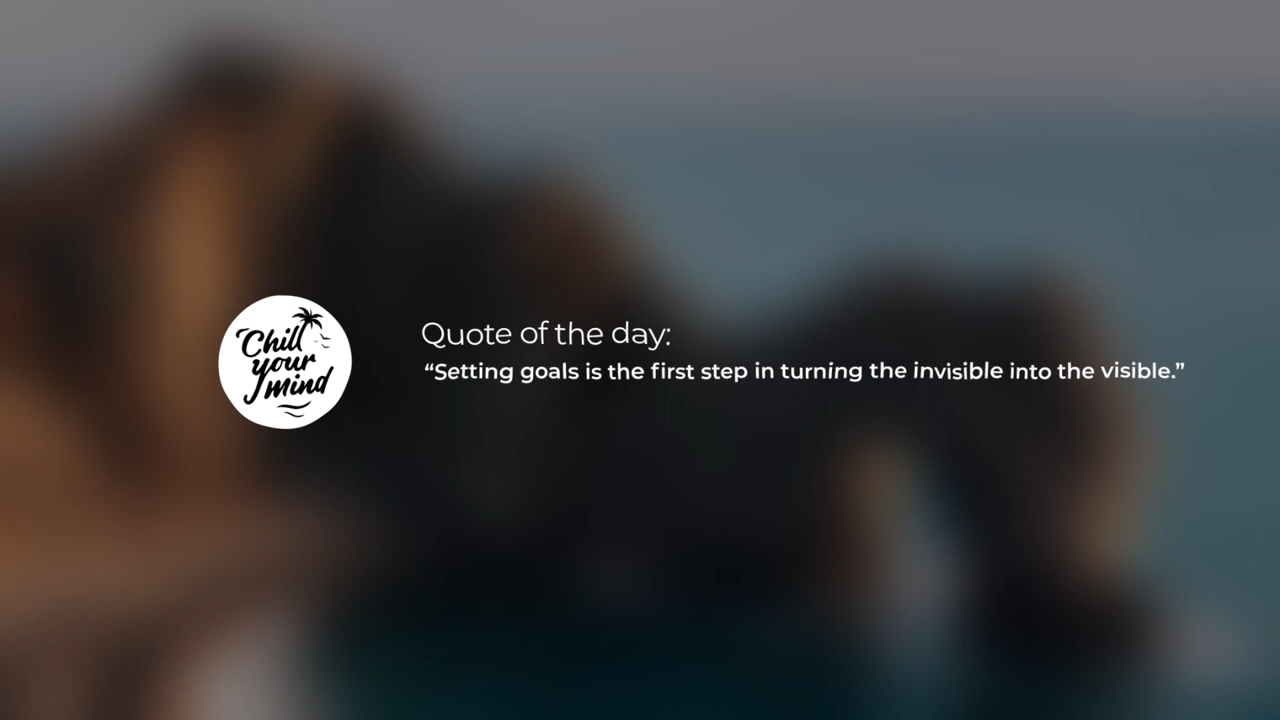 Chill
your
mind
Quote of the day:
“Setting goals is the first step in turning the invisible into the visible.”